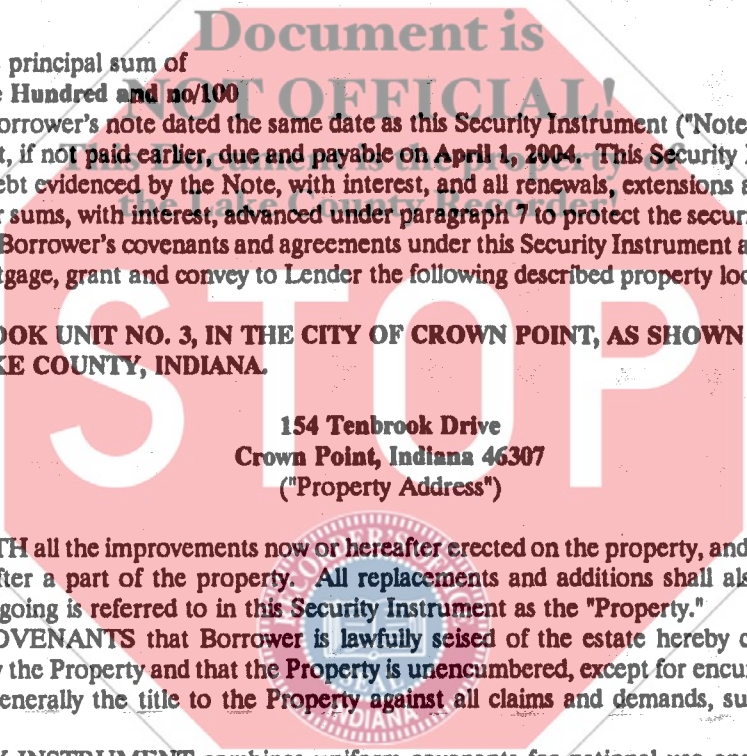 Document is
principal sum of
NOT OFFICIAL!
Hundred and no/100
orrower's note dated the same date as this Security Instrument ("Note
, if not paid earlier, due and payable on April 1, 2004. This Security
This Document is the property of
ebt evidenced by the Note, with interest, and all renewals, extensions
the Lake County Recorder!
sums, with interest, advanced under paragraph 7 to protect the secur
Borrower's covenants and agreements under this Security Instrument a
tgage, grant and convey to Lender the following described property loc
STOP
OOK UNIT NO. 3, IN THE CITY OF CROWN POINT, AS SHOWN
KE COUNTY, INDIANA.
154 Tenbrook Drive
Crown Point, Indiana 46307
("Property Address")
TH all the improvements now or hereafter erected on the property, and
fter a part of the property. All replacements and additions shall als
going is referred to in this Security Instrument as the "Property."
OVENANTS that Borrower is lawfully seised of the estate hereby c
the Property and that the Property is unencumbered, except for encu
enerally the title to the Property against all claims and demands, su
INDIANA
INSTRUMENT combines uniform covenants for national use and